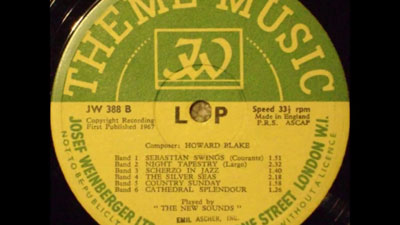 THEME MUSIC
JW
JW 388 B
L P
Speed 33⅓ rpm
Copyright Recording
First Published 1967
Made in England
P.R.S. ASCAP
Composer: HOWARD BLAKE
Band 1 SEBASTIAN SWINGS (Courante) 1.51
Band 2 NIGHT TAPESTRY (Largo) 2.32
Band 3 SCHERZO IN JAZZ 1.40
Band 4 THE SILVER SEAS 2.28
Band 5 COUNTRY SUNDAY 1.58
Band 6 CATHEDRAL SPLENDOUR 1.26
Played by
"THE NEW SOUNDS"
EMIL ASCHER, INC.
JOSEF WEINBERGER
STREET LONDON W.I.
NOT TO BE PUBLICLY
WITHOUT A LICENCE